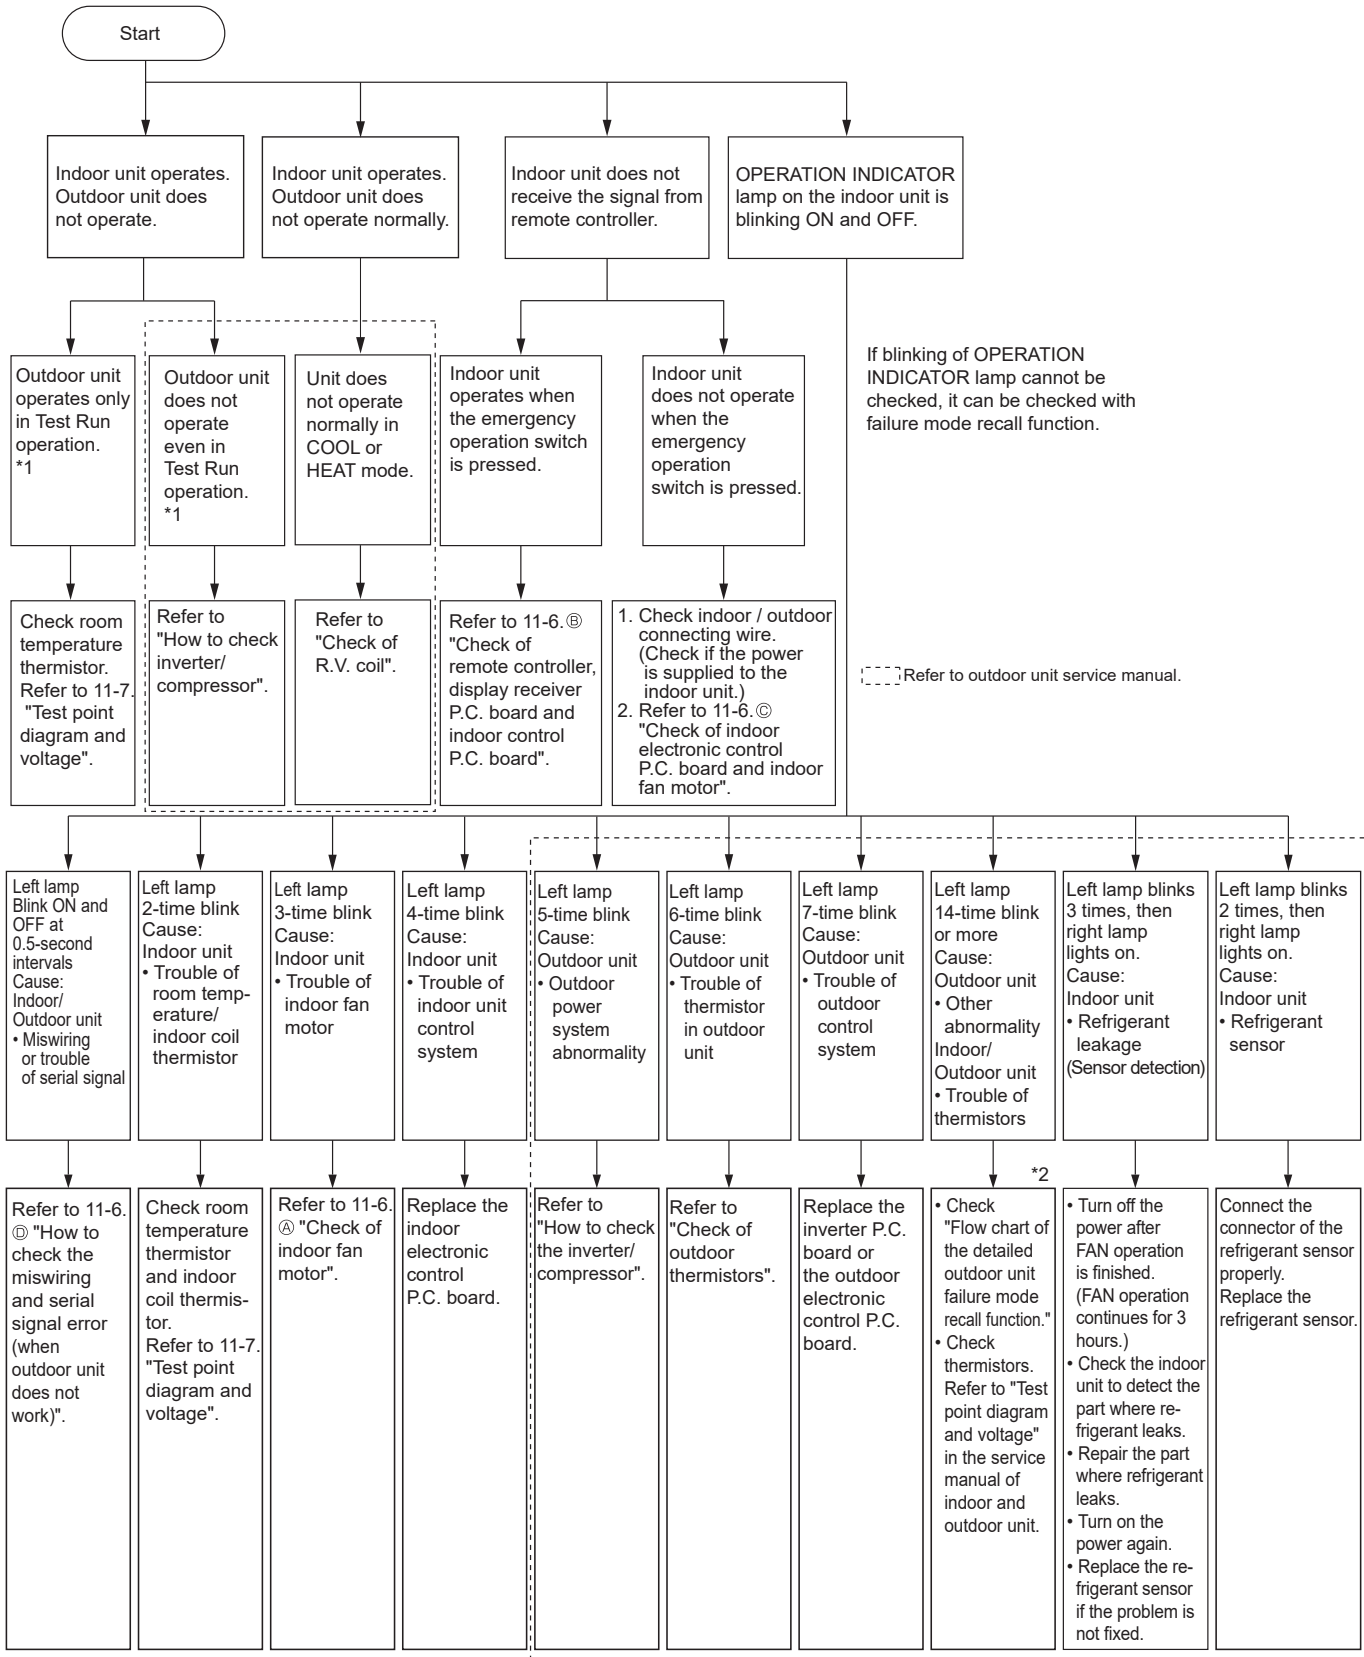 Start
Indoor unit operates.
Outdoor unit does
not operate.
Indoor unit operates.
Outdoor unit does
not operate normally.
Indoor unit does not
receive the signal from
remote controller.
OPERATION INDICATOR
lamp on the indoor unit is
blinking ON and OFF.
Outdoor unit
operates only
in Test Run
operation.
*1
Outdoor unit
does not
operate
even in
Test Run
operation.
*1
Unit does
not operate
normally in
COOL or
HEAT mode.
Indoor unit
operates when
the emergency
operation switch
is pressed.
Indoor unit
does not operate
when the
emergency
operation
switch is pressed.
If blinking of OPERATION
INDICATOR lamp cannot be
checked, it can be checked with
failure mode recall function.
Check room
temperature
thermistor.
Refer to 11-7.
"Test point
diagram and
voltage".
Refer to
"How to check
inverter/
compressor".
Refer to
"Check of
R.V. coil".
Refer to 11-6.Ⓑ
"Check of
remote controller,
display receiver
P.C. board and
indoor control
P.C. board".
1. Check indoor / outdoor
connecting wire.
(Check if the power
is supplied to the
indoor unit.)
2. Refer to 11-6.Ⓒ
"Check of indoor
electronic control
P.C. board and indoor
fan motor".
Refer to outdoor unit service manual.
Left lamp
Blink ON and
OFF at
0.5-second
intervals
Cause:
Indoor/
Outdoor unit
• Miswiring
or trouble
of serial signal
Left lamp
2-time blink
Cause:
Indoor unit
• Trouble of
room temp-
erature/
indoor coil
thermistor
Left lamp
3-time blink
Cause:
Indoor unit
• Trouble of
indoor fan
motor
Left lamp
4-time blink
Cause:
Indoor unit
• Trouble of
indoor unit
control
system
Left lamp
5-time blink
Cause:
Outdoor unit
• Outdoor
power
system
abnormality
Left lamp
6-time blink
Cause:
Outdoor unit
• Trouble of
thermistor
in outdoor
unit
Left lamp
7-time blink
Cause:
Outdoor unit
• Trouble of
outdoor
control
system
Left lamp
14-time blink
or more
Cause:
Outdoor unit
• Other
abnormality
Indoor/
Outdoor unit
• Trouble of
thermistors
Left lamp blinks
3 times, then
right lamp
lights on.
Cause:
Indoor unit
• Refrigerant
leakage
(Sensor detection)
Left lamp blinks
2 times, then
right lamp
lights on.
Cause:
Indoor unit
• Refrigerant
sensor
*2
Refer to 11-6.
Ⓓ "How to
check the
miswiring
and serial
signal error
(when
outdoor unit
does not
work)".
Check room
temperature
thermistor
and indoor
coil thermis-
tor.
Refer to 11-7.
"Test point
diagram and
voltage".
Refer to 11-6.
Ⓐ "Check of
indoor fan
motor".
Replace the
indoor
electronic
control
P.C. board.
Refer to
"How to check
the inverter/
compressor".
Refer to
"Check of
outdoor
thermistors".
Replace the
inverter P.C.
board or
the outdoor
electronic
control P.C.
board.
• Check
"Flow chart of
the detailed
outdoor unit
failure mode
recall function."
• Check
thermistors.
Refer to "Test
point diagram
and voltage"
in the service
manual of
indoor and
outdoor unit.
• Turn off the
power after
FAN operation
is finished.
(FAN operation
continues for 3
hours.)
• Check the indoor
unit to detect the
part where re-
frigerant leaks.
• Repair the part
where refrigerant
leaks.
• Turn on the
power again.
• Replace the re-
frigerant sensor
if the problem is
not fixed.
Connect the
connector of the
refrigerant sensor
properly.
Replace the
refrigerant sensor.